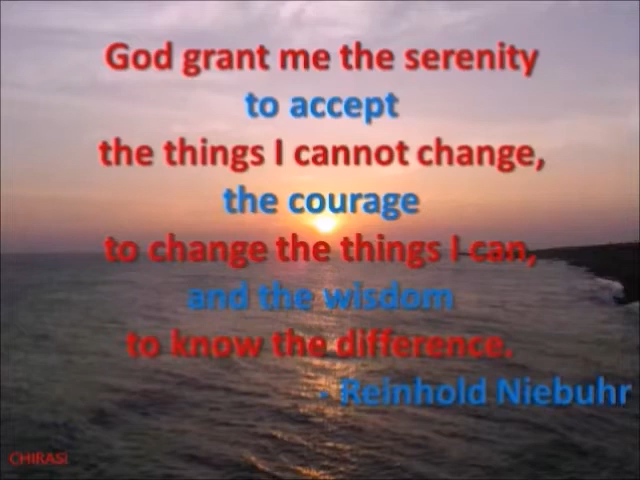 God grant me the serenity
to accept
the things I cannot change,
the courage
to change the things I can,
and the wisdom
to know the difference.
- Reinhold Niebuhr
CHIRASI